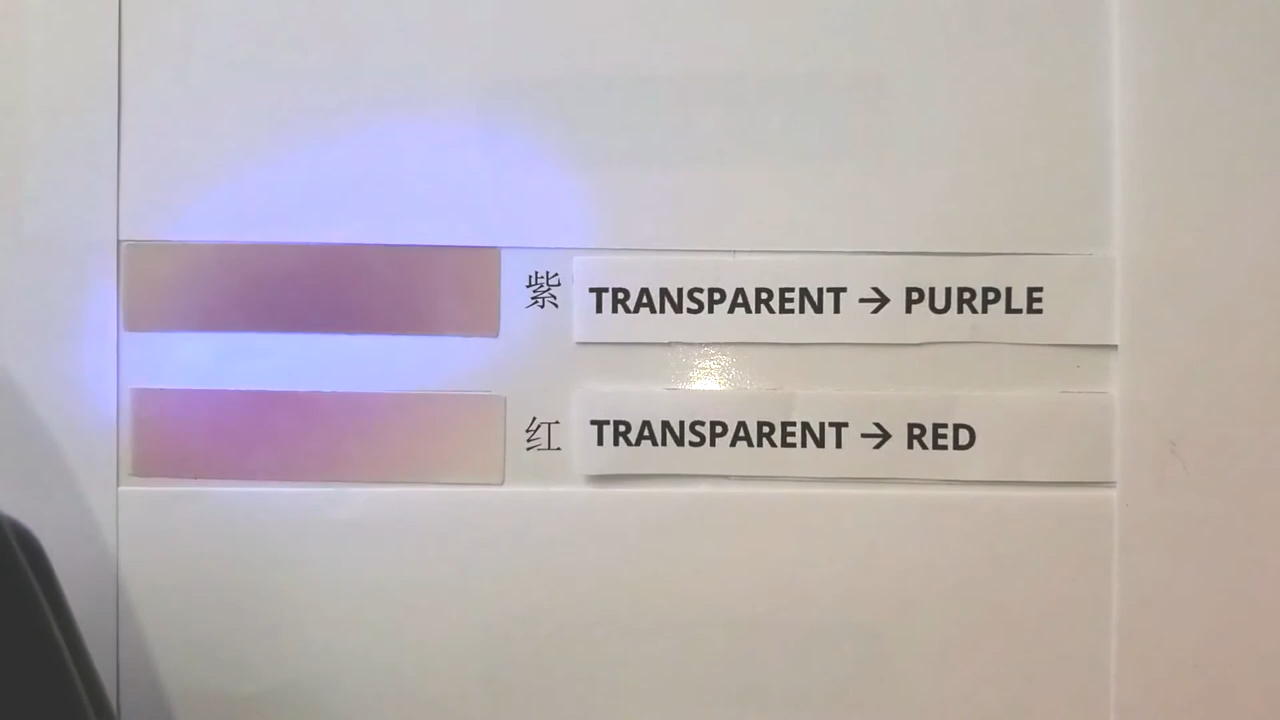 紫 TRANSPARENT → PURPLE
红 TRANSPARENT → RED